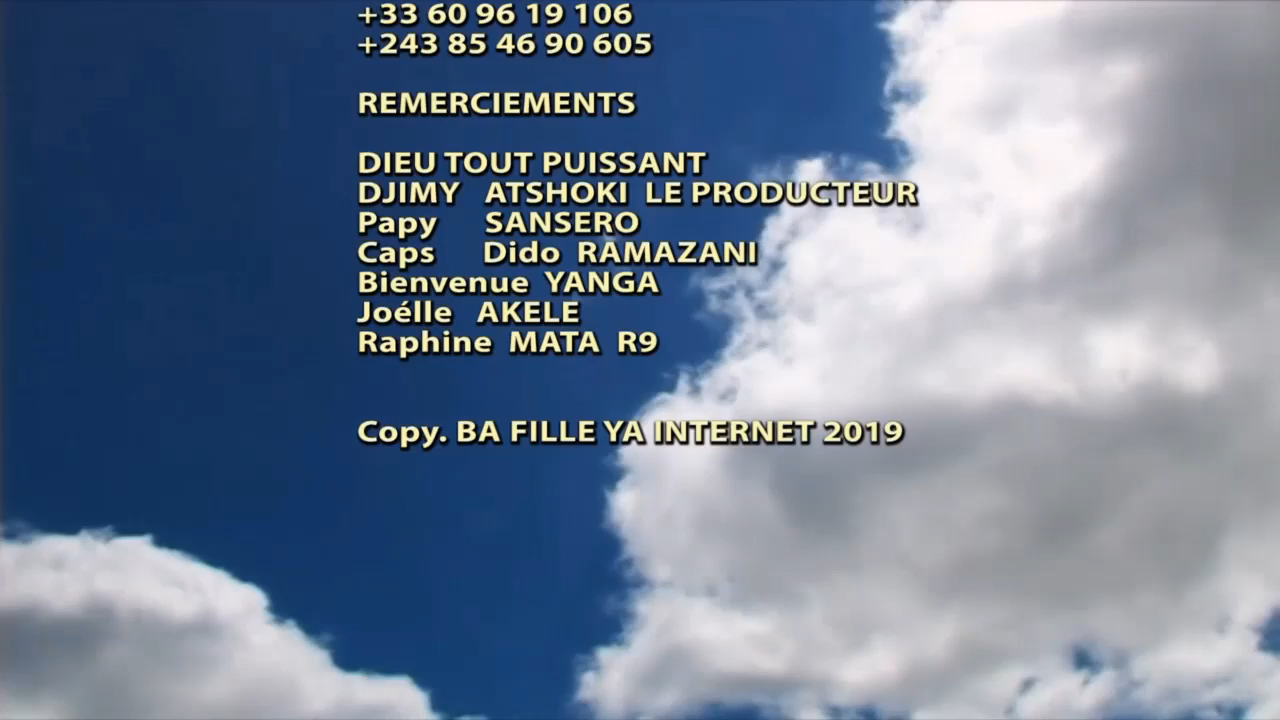 +33 60 96 19 106
+243 85 46 90 605
REMERCIEMENTS
DIEU TOUT PUISSANT
DJIMY ATSHOKI LE PRODUCTEUR
Papy SANSERO
Caps Dido RAMAZANI
Bienvenue YANGA
Joélle AKELE
Raphine MATA R9
Copy. BA FILLE YA INTERNET 2019